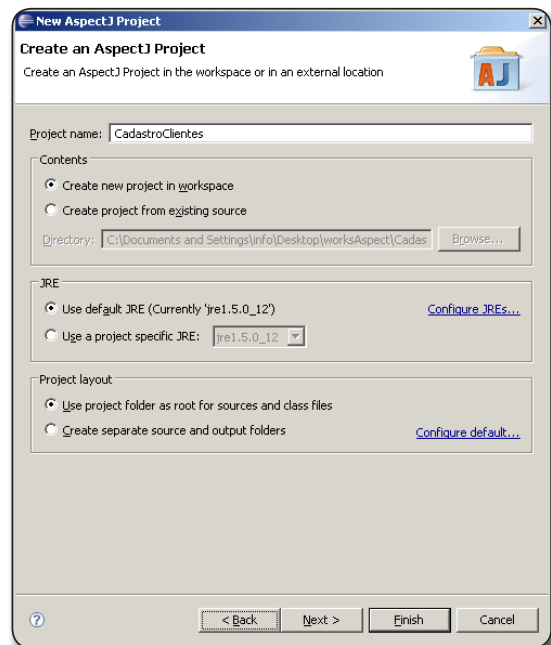 New AspectJ Project
Create an AspectJ Project
Create an AspectJ Project in the workspace or in an external location
AJ
Project name: CadastroClientes
Contents
Create new project in workspace
Create project from existing source
Directory: C:\Documents and Settings\info\Desktop\worksAspect\Cadas Browse...
JRE
Use default JRE (Currently 'jre1.5.0_12') Configure JREs...
Use a project specific JRE: jre1.5.0_12
Project layout
Use project folder as root for sources and class files
Create separate source and output folders Configure default...
? < Back Next > Finish Cancel